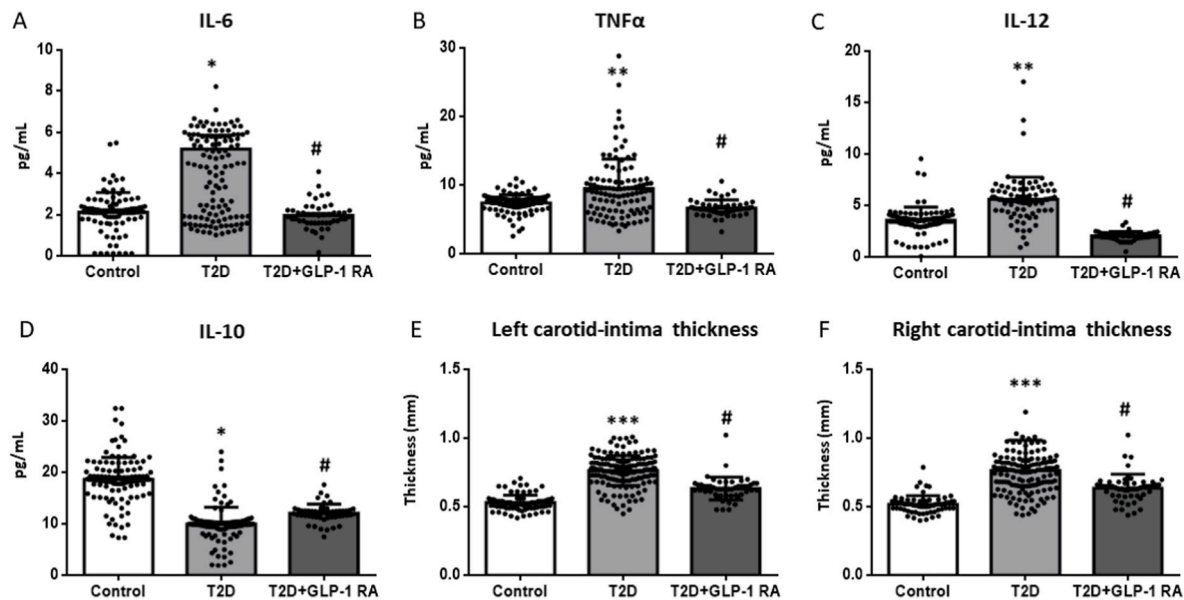 A
IL-6
10
8
6
4
2
0
pg/mL
*
#
Control
T2D
T2D+GLP-1 RA
B
TNFα
30
20
10
0
pg/mL
**
#
Control
T2D
T2D+GLP-1 RA
C
IL-12
20
15
10
5
0
pg/mL
**
#
Control
T2D
T2D+GLP-1 RA
D
IL-10
40
30
20
10
0
pg/mL
*
#
Control
T2D
T2D+GLP-1 RA
E
Left carotid-intima thickness
1.5
1.0
0.5
0.0
Thickness (mm)
***
#
Control
T2D
T2D+GLP-1 RA
F
Right carotid-intima thickness
1.5
1.0
0.5
0.0
Thickness (mm)
***
#
Control
T2D
T2D+GLP-1 RA